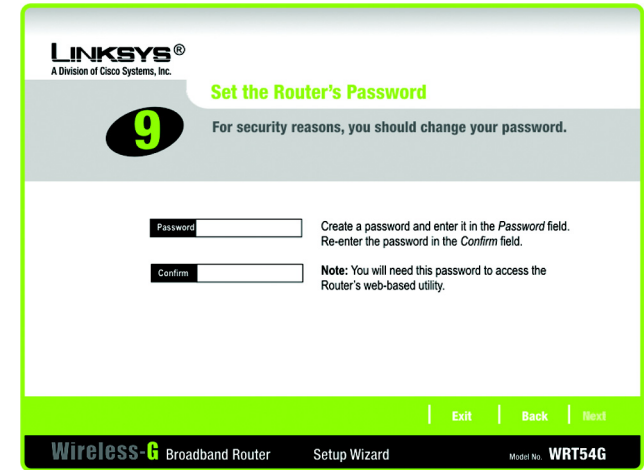 LINKSYS®
A Division of Cisco Systems, Inc.
Set the Router's Password
9
For security reasons, you should change your password.
Password
Create a password and enter it in the Password field.
Re-enter the password in the Confirm field.
Confirm
Note: You will need this password to access the
Router's web-based utility.
Exit Back Next
Wireless-G Broadband Router Setup Wizard Model No. WRT54G